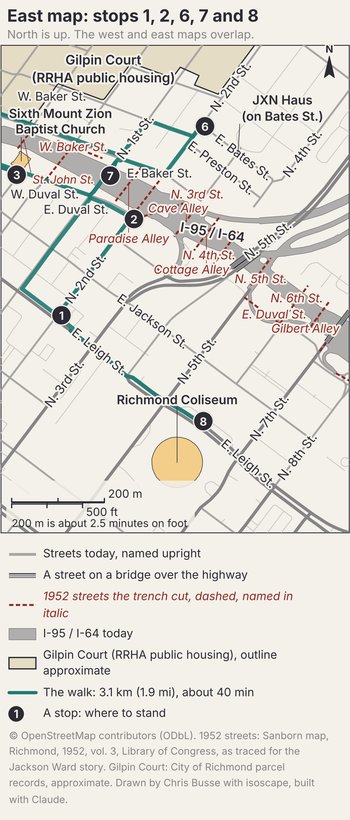 East map: stops 1, 2, 6, 7 and 8
North is up. The west and east maps overlap.
N
Gilpin Court
(RRHA public housing)
N. 2nd St.
W. Baker St.
JXN Haus
(on Bates St.)
Sixth Mount Zion
Baptist Church
N. 1st St.
6
E. Bates St.
N. 4th St.
W. Baker St.
E. Preston St.
3
St. John St.
7
E. Baker St.
W. Duval St.
N. 3rd St.
E. Duval St.
Cave Alley
2
I-95 / I-64
N. 5th St.
Paradise Alley
N. 4th St.
Cottage Alley
N. 5th St.
N. 2nd St.
N. 6th St.
E. Duval St.
Gilbert Alley
1
E. Jackson St.
E. Leigh St.
N. 5th St.
N. 3rd St.
Richmond Coliseum
N. 7th St.
8
E. Leigh St.
N. 8th St.
200 m
500 ft
200 m is about 2.5 minutes on foot
Streets today, named upright
A street on a bridge over the highway
1952 streets the trench cut, dashed, named in
italic
I-95 / I-64 today
Gilpin Court (RRHA public housing), outline
approximate
The walk: 3.1 km (1.9 mi), about 40 min
1 A stop: where to stand
© OpenStreetMap contributors (ODbL). 1952 streets: Sanborn map,
Richmond, 1952, vol. 3, Library of Congress, as traced for the
Jackson Ward story. Gilpin Court: City of Richmond parcel
records, approximate. Drawn by Chris Busse with isoscape, built
with Claude.